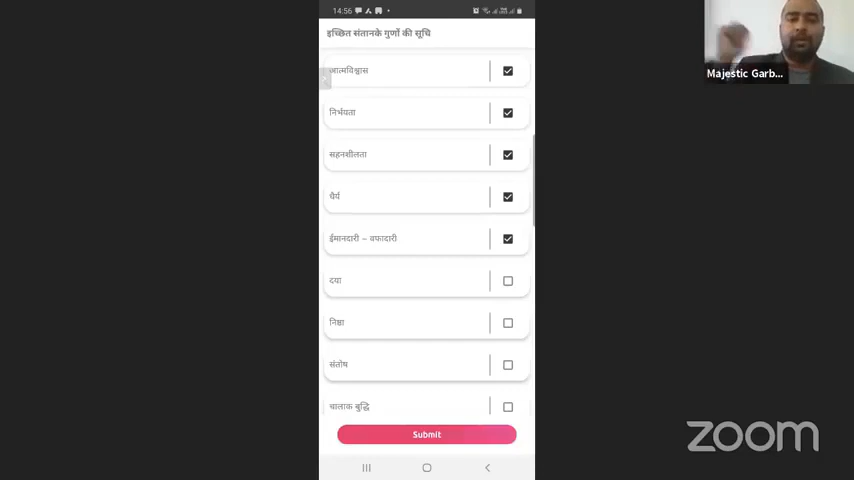 14:56
इच्छित संतानके गुणों की सूचि
आत्मविश्वास
निर्भयता
सहनशीलता
धैर्य
ईमानदारी – वफादारी
दया
निष्ठा
संतोष
चालाक बुद्धि
Submit
Majestic Garb...
zoom